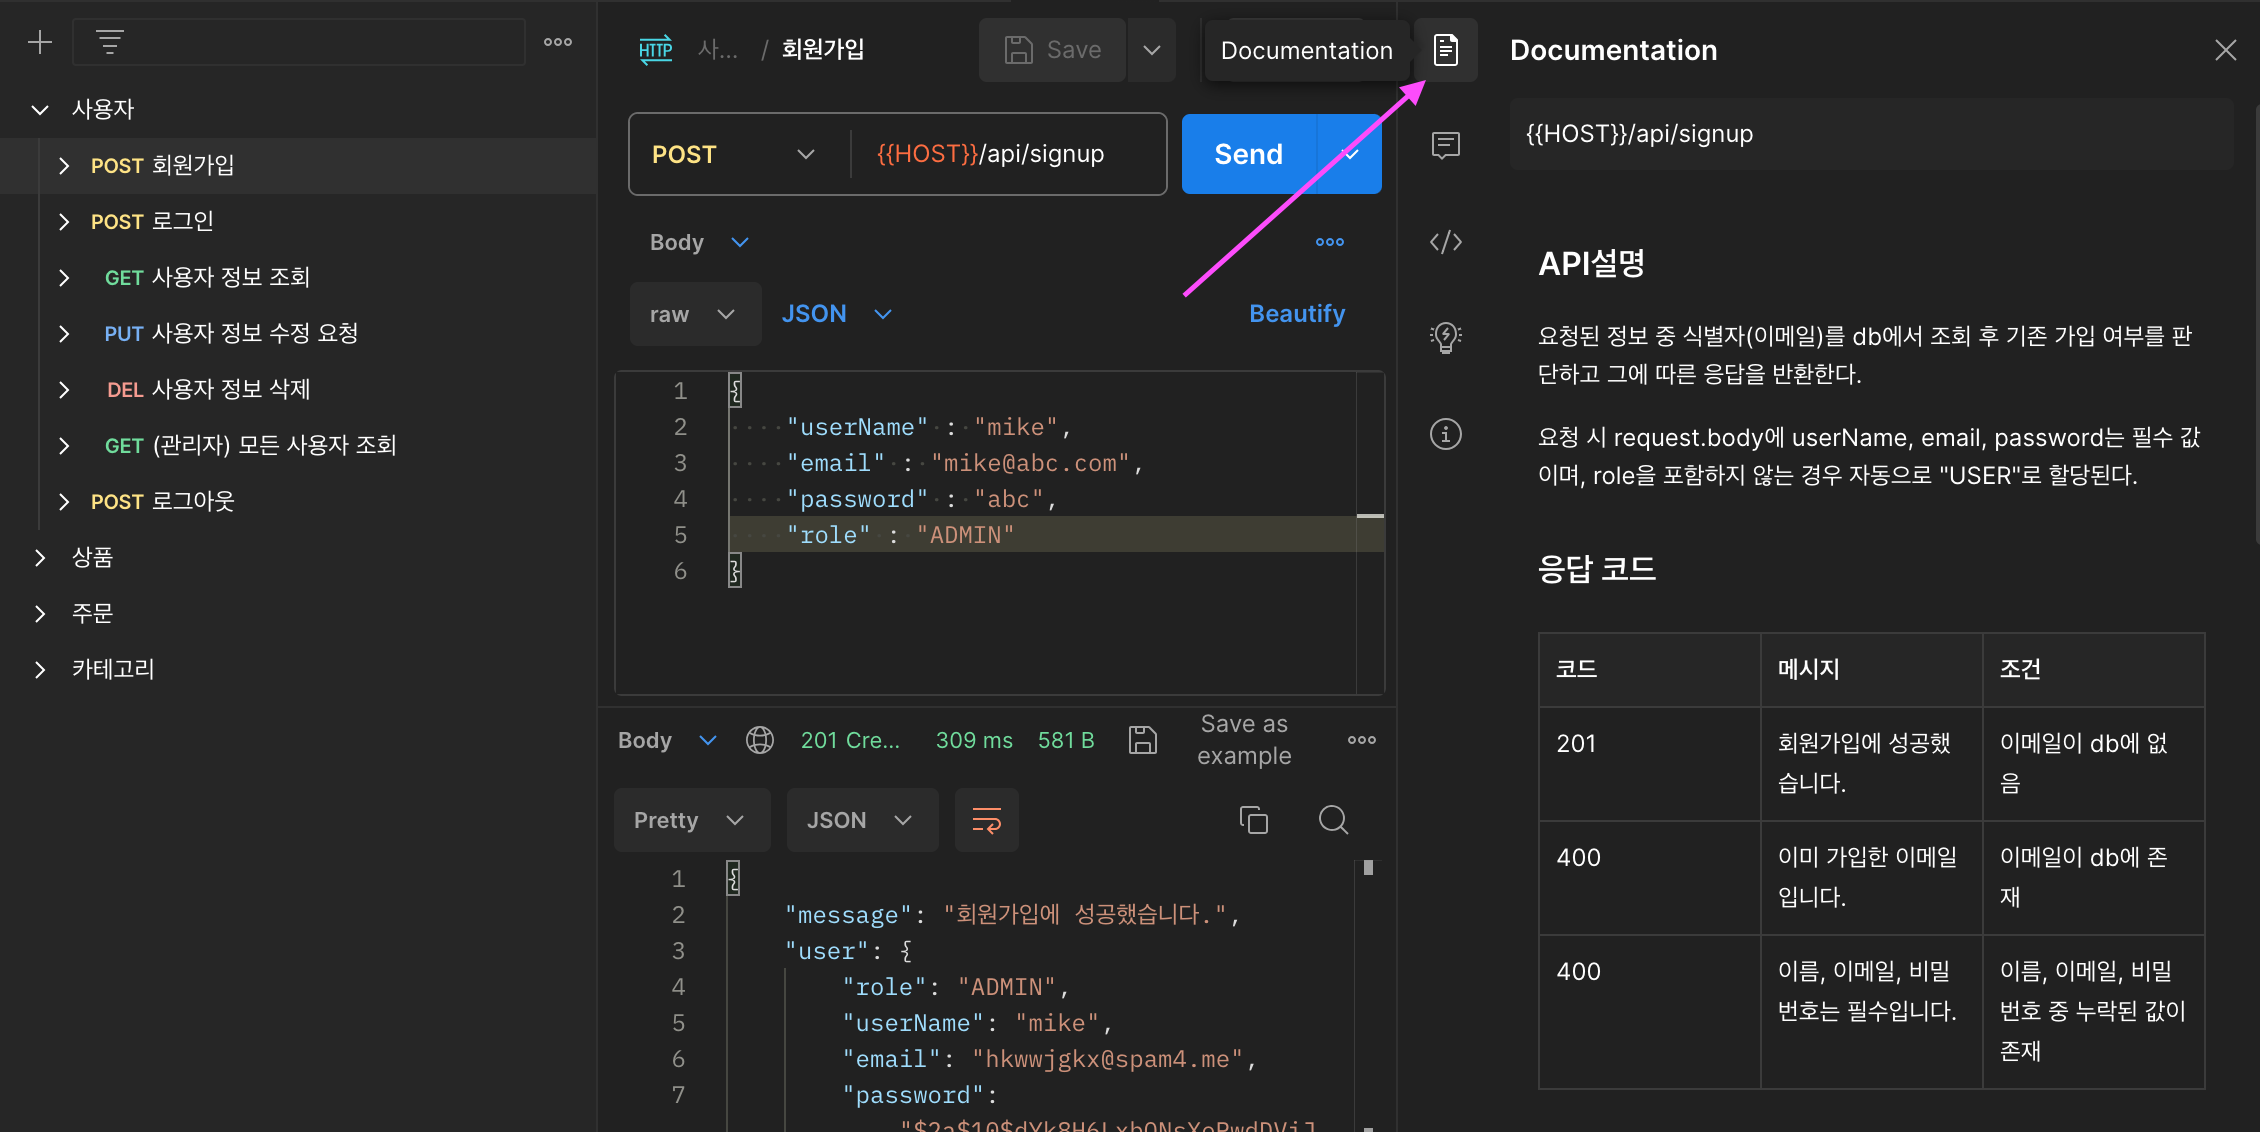 사용자
POST 회원가입
POST 로그인
GET 사용자 정보 조회
PUT 사용자 정보 수정 요청
DEL 사용자 정보 삭제
GET (관리자) 모든 사용자 조회
POST 로그아웃
상품
주문
카테고리
HTTP 사... / 회원가입
Save
Documentation
POST {{HOST}}/api/signup
Send
Body
raw JSON Beautify
1 {
2 "userName" : "mike",
3 "email" : "mike@abc.com",
4 "password" : "abc",
5 "role" : "ADMIN"
6 }
Body 201 Cre... 309 ms 581 B Save as
example
Pretty JSON
1 {
2 "message": "회원가입에 성공했습니다.",
3 "user": {
4 "role": "ADMIN",
5 "userName": "mike",
6 "email": "hkwwjgkx@spam4.me",
7 "password":
Documentation
{{HOST}}/api/signup
API설명
요청된 정보 중 식별자(이메일)를 db에서 조회 후 기존 가입 여부를 판
단하고 그에 따른 응답을 반환한다.
요청 시 request.body에 userName, email, password는 필수 값
이며, role을 포함하지 않는 경우 자동으로 "USER"로 할당된다.
응답 코드
코드 메시지 조건
201 회원가입에 성공했 이메일이 db에 없
습니다. 음
400 이미 가입한 이메일 이메일이 db에 존
입니다. 재
400 이름, 이메일, 비밀 이름, 이메일, 비밀
번호는 필수입니다. 번호 중 누락된 값이
존재